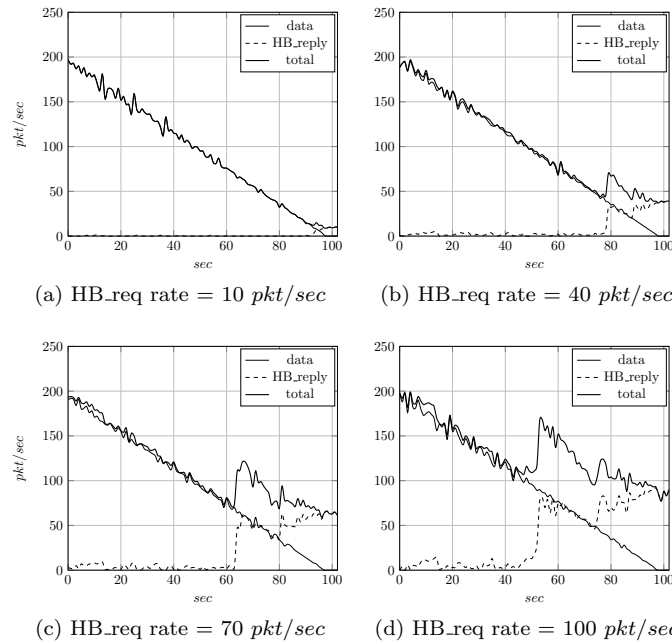 data
HB_reply
total
250
200
150
100
50
0
pkt/sec
0 20 40 60 80 100
sec
(a) HB_req rate = 10 pkt/sec
data
HB_reply
total
250
200
150
100
50
0
0 20 40 60 80 100
sec
(b) HB_req rate = 40 pkt/sec
data
HB_reply
total
250
200
150
100
50
0
pkt/sec
0 20 40 60 80 100
sec
(c) HB_req rate = 70 pkt/sec
data
HB_reply
total
250
200
150
100
50
0
0 20 40 60 80 100
sec
(d) HB_req rate = 100 pkt/sec